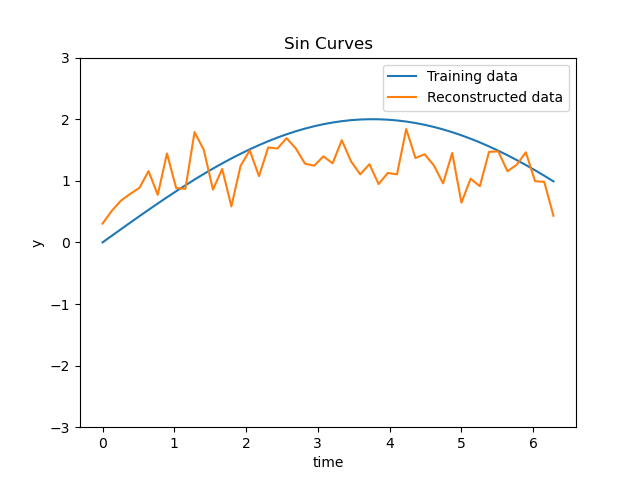 Sin Curves
Training data
Reconstructed data
3
2
1
0
−1
−2
−3
y
0 1 2 3 4 5 6
time